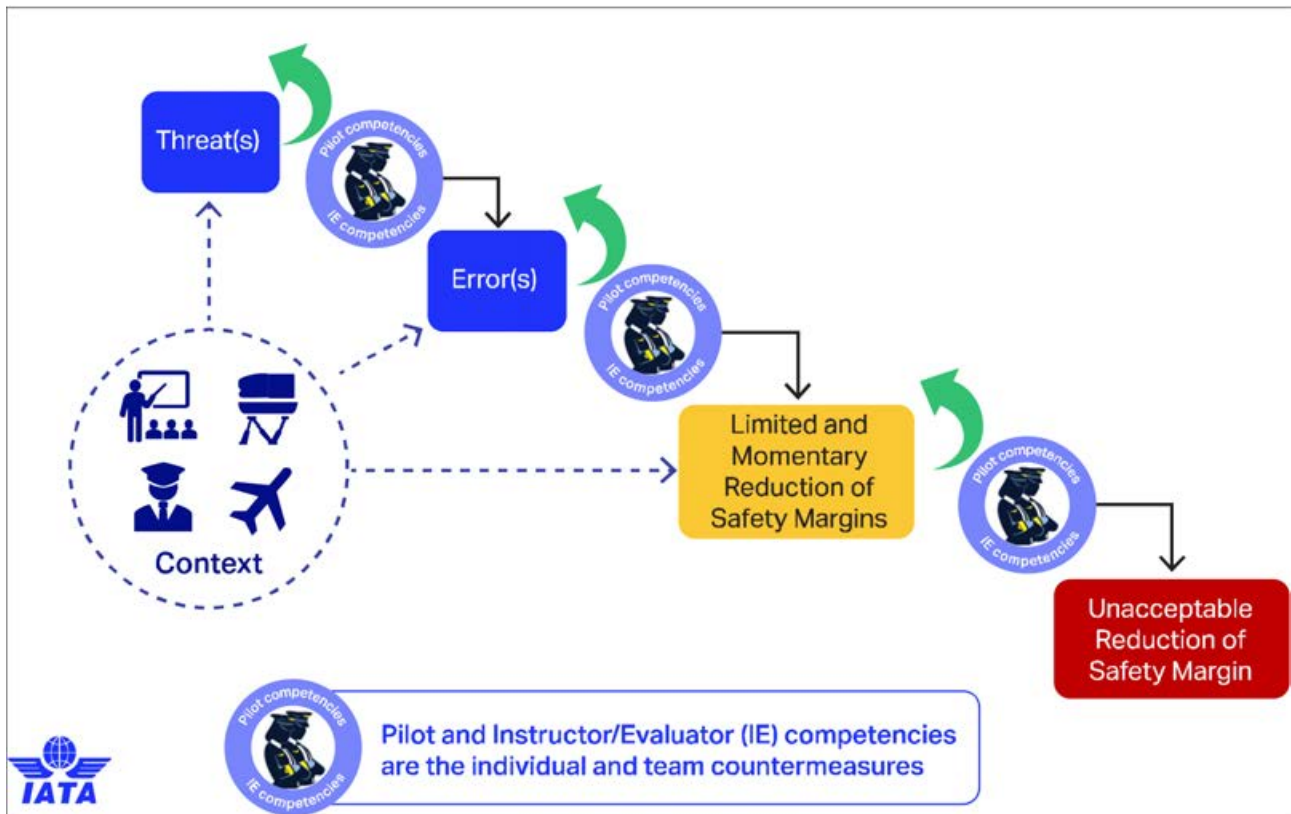 Threat(s)
Pilot competencies
IE competencies
Error(s)
Pilot competencies
IE competencies
Limited and
Momentary
Reduction of
Safety Margins
Pilot competencies
IE competencies
Unacceptable
Reduction of
Safety Margin
Context
Pilot competencies
IE competencies
Pilot and Instructor/Evaluator (IE) competencies
are the individual and team countermeasures
IATA